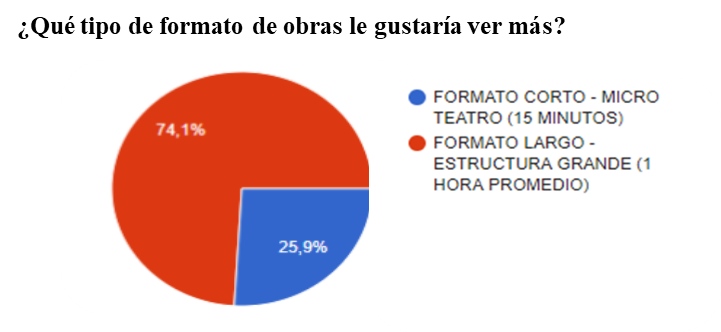 ¿Qué tipo de formato de obras le gustaría ver más?
74,1%
25,9%
FORMATO CORTO - MICRO
TEATRO (15 MINUTOS)
FORMATO LARGO -
ESTRUCTURA GRANDE (1
HORA PROMEDIO)